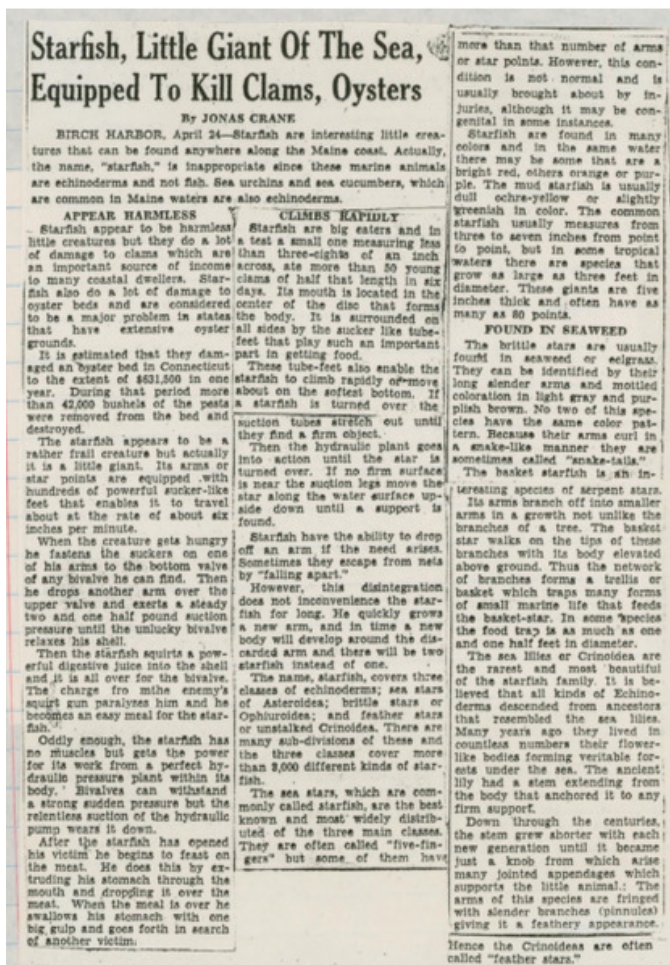 Starfish, Little Giant Of The Sea,
Equipped To Kill Clams, Oysters
By JONAS CRANE
BIRCH HARBOR, April 24—Starfish are interesting little crea-
tures that can be found anywhere along the Maine coast. Actually,
the name, "starfish," is inappropriate since these marine animals
are echinoderms and not fish. Sea urchins and sea cucumbers, which
are common in Maine waters are also echinoderms.
APPEAR HARMLESS
Starfish appear to be harmless
little creatures but they do a lot
of damage to clams which are
an important source of income
to many coastal dwellers. Star-
fish also do a lot of damage to
oyster beds and are considered
to be a major problem in states
that have extensive oyster
grounds.
It is estimated that they dam-
aged an oyster bed in Connecticut
to the extent of $631,500 in one
year. During that period more
than 42,000 bushels of the pests
were removed from the bed and
destroyed.
The starfish appears to be a
rather frail creature but actually
it is a little giant. Its arms or
star points are equipped with
hundreds of powerful sucker-like
feet that enables it to travel
about at the rate of about six
inches per minute.
When the creature gets hungry
he fastens the suckers on one
of his arms to the bottom valve
of any bivalve he can find. Then
he drops another arm over the
upper valve and exerts a steady
two and one half pound suction
pressure until the unlucky bivalve
relaxes his shell.
Then the starfish squirts a pow-
erful digestive juice into the shell
and it is all over for the bivalve.
The charge fro mthe enemy's
squirt gun paralyzes him and he
becomes an easy meal for the star-
fish.
Oddly enough, the starfish has
no muscles but gets the power
for its work from a perfect hy-
draulic pressure plant within its
body. Bivalves can withstand
a strong sudden pressure but the
relentless suction of the hydraulic
pump wears it down.
After the starfish has opened
his victim he begins to feast on
the meat. He does this by ex-
truding his stomach through the
mouth and dropping it over the
meat. When the meal is over he
swallows his stomach with one
big gulp and goes forth in search
of another victim.
CLIMBS RAPIDLY
Starfish are big eaters and in
a test a small one measuring less
than three-eights of an inch
across, ate more than 50 young
clams of half that length in six
days. Its mouth is located in the
center of the disc that forms
the body. It is surrounded on
all sides by the sucker like tube-
feet that play such an important
part in getting food.
These tube-feet also enable the
starfish to climb rapidly or move
about on the softest bottom. If
a starfish is turned over the
suction tubes stretch out until
they find a firm object.
Then the hydraulic plant goes
into action until the star is
turned over. If no firm surface
is near the suction legs move the
star along the water surface up-
side down until a support is
found.
Starfish have the ability to drop
off an arm if the need arises.
Sometimes they escape from nets
by "falling apart."
However, this disintegration
does not inconvenience the star-
fish for long. He quickly grows
a new arm, and in time a new
body will develop around the dis-
carded arm and there will be two
starfish instead of one.
The name, starfish, covers three
classes of echinoderms; sea stars
of Asteroidea; brittle stars or
Ophiuroidea; and feather stars
or unstalked Crinoidea. There are
many sub-divisions of these and
the three classes cover more
than 3,000 different kinds of star-
fish.
The sea stars, which are com-
monly called starfish, are the best
known and most widely distrib-
uted of the three main classes.
They are often called "five-fin-
gers" but some of them have
more than that number of arms
or star points. However, this con-
dition is not normal and is
usually brought about by in-
juries, although it may be con-
genital in some instances.
Starfish are found in many
colors and in the same water
there may be some that are a
bright red, others orange or pur-
ple. The mud starfish is usually
dull ochre-yellow or slightly
greenish in color. The common
starfish usually measures from
three to seven inches from point
to point, but in some tropical
waters there are species that
grow as large as three feet in
diameter. These giants are five
inches thick and often have as
many as 80 points.
FOUND IN SEAWEED
The brittle stars are usually
found in seaweed or eelgrass.
They can be identified by their
long slender arms and mottled
coloration in light gray and pur-
plish brown. No two of this spe-
cies have the same color pat-
tern. Because their arms curl in
a snake-like manner they are
sometimes called "snake-tails."
The basket starfish is an in-
teresting species of serpent stars.
Its arms branch off into smaller
arms in a growth not unlike the
branches of a tree. The basket
star walks on the tips of these
branches with its body elevated
above ground. Thus the network
of branches forms a trellis or
basket which traps many forms
of small marine life that feeds
the basket-star. In some species
the food trap is as much as one
and one half feet in diameter.
The sea lilies or Crinoidea are
the rarest and most beautiful
of the starfish family. It is be-
lieved that all kinds of Echino-
derms descended from ancestors
that resembled the sea lilies.
Many years ago they lived in
countless numbers their flower-
like bodies forming veritable for-
ests under the sea. The ancient
lily had a stem extending from
the body that anchored it to any
firm support.
Down through the centuries,
the stem grew shorter with each
new generation until it became
just a knob from which arise
many jointed appendages which
supports the little animal. The
arms of this species are fringed
with slender branches (pinnules)
giving it a feathery appearance.
Hence the Crinoideas are often
called "feather stars."